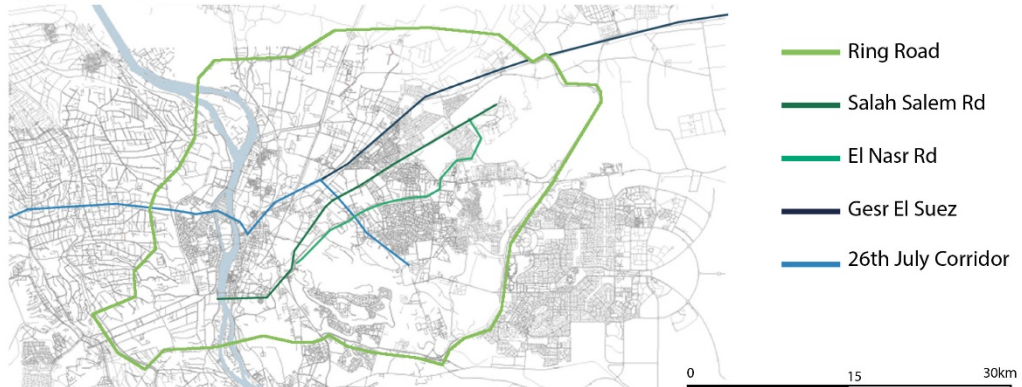 Ring Road
Salah Salem Rd
El Nasr Rd
Gesr El Suez
26th July Corridor
0 15 30km